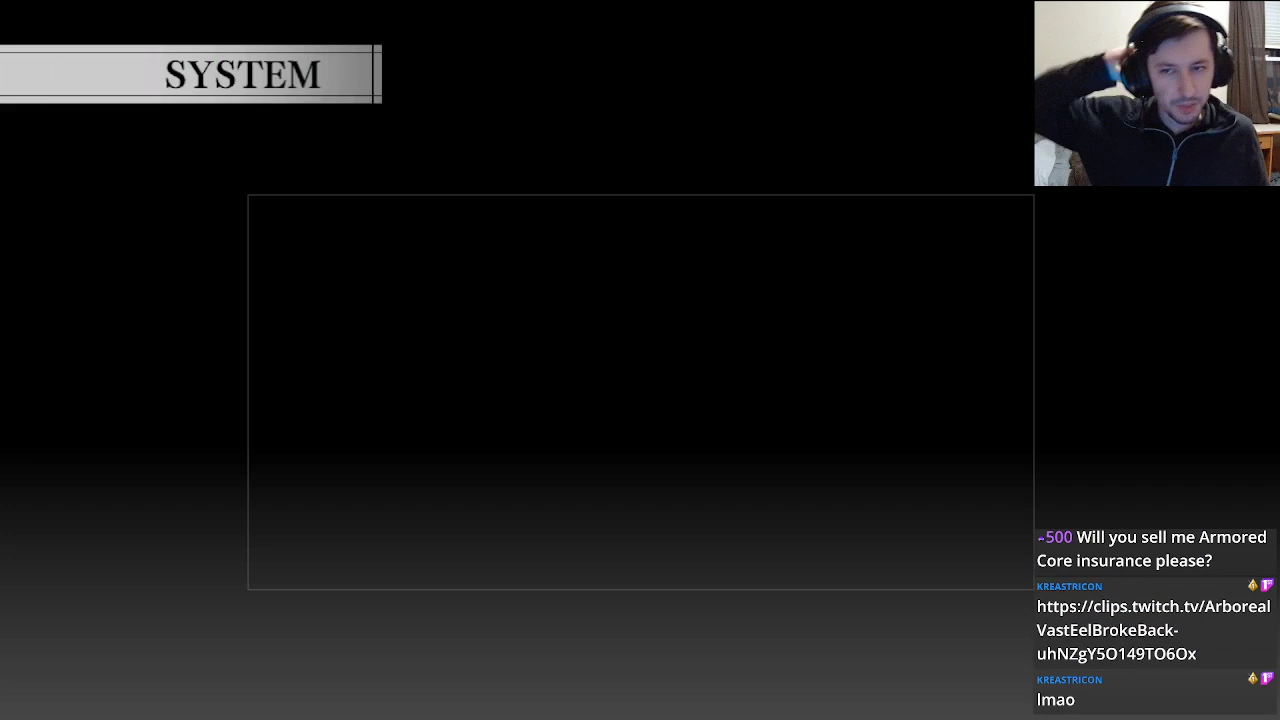 SYSTEM
~500 Will you sell me Armored
Core insurance please?
KREASTRICON
https://clips.twitch.tv/Arboreal
VastEelBrokeBack-
uhNZgY5O149TO6Ox
KREASTRICON
lmao